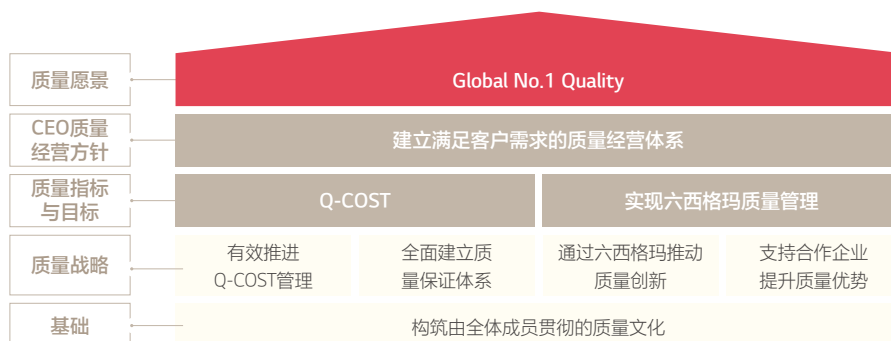 质量愿景
Global No.1 Quality
CEO质量
经营方针
建立满足客户需求的质量经营体系
质量指标
与目标
Q-COST
实现六西格玛质量管理
质量战略
有效推进
Q-COST管理
全面建立质
量保证体系
通过六西格玛推动
质量创新
支持合作企业
提升质量优势
基础
构筑由全体成员贯彻的质量文化